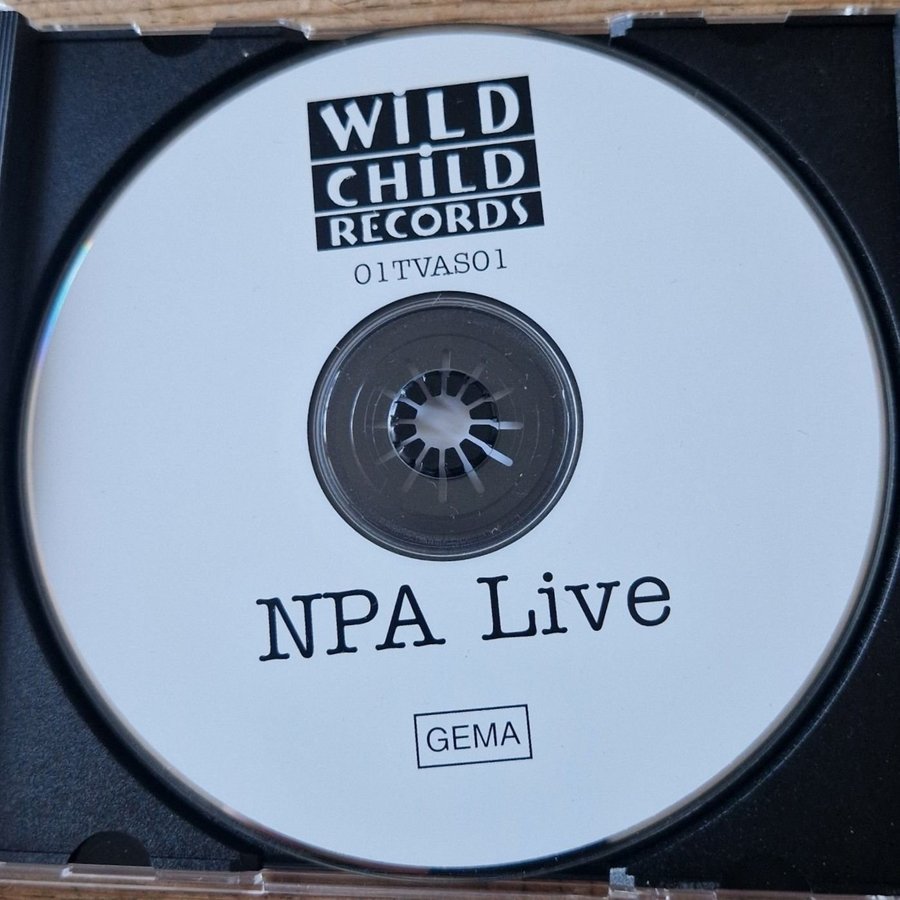 WiLD
CHiLD
RECORDS
01TVAS01
NPA Live
GEMA